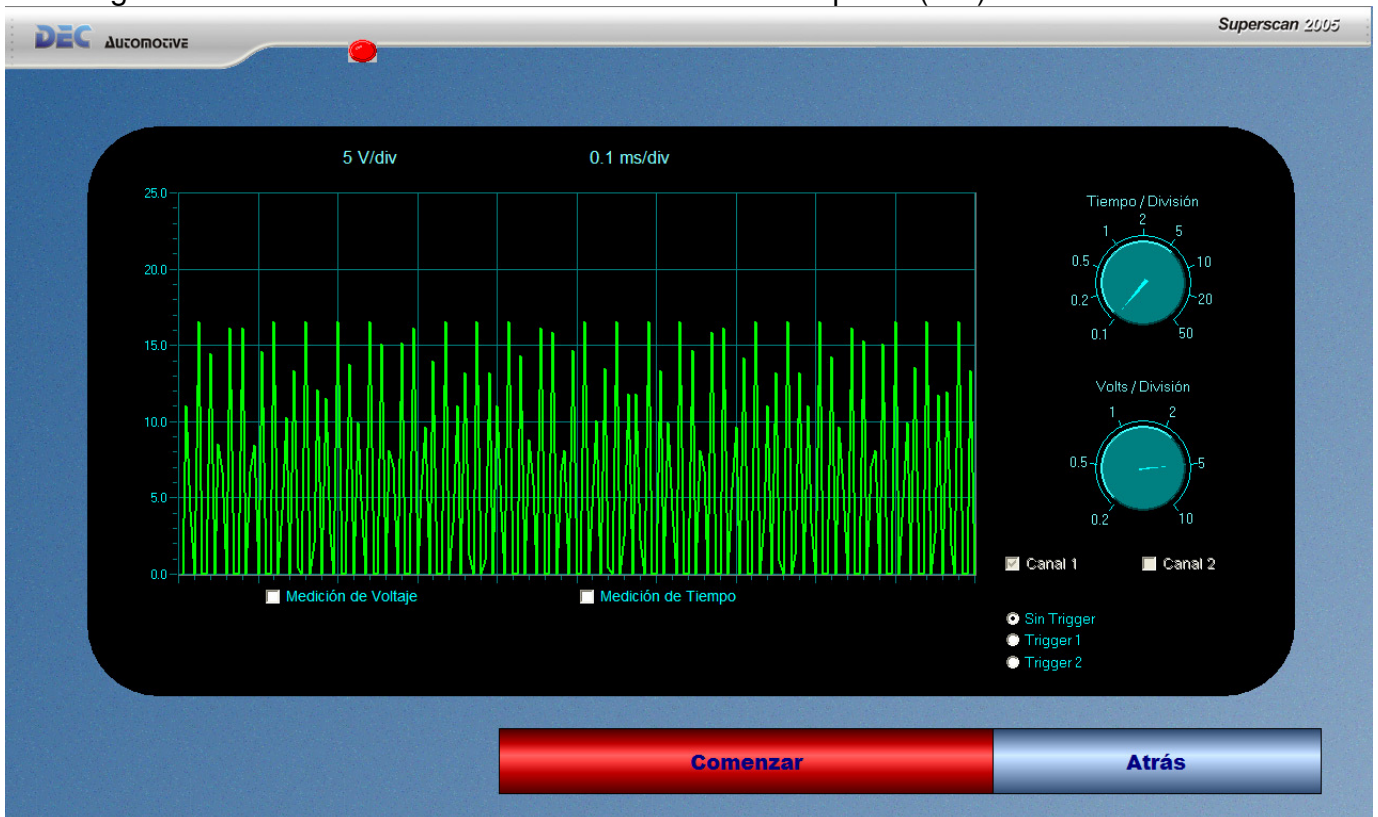 DEC Automotive
Superscan 2005
5 V/div 0.1 ms/div
25.0
20.0
15.0
10.0
5.0
0.0
Medición de Voltaje Medición de Tiempo
Tiempo / División
0.1 0.2 0.5 1 2 5 10 20 50
Volts / División
0.2 0.5 1 2 5 10
Canal 1 Canal 2
Sin Trigger
Trigger 1
Trigger 2
Comenzar Atrás